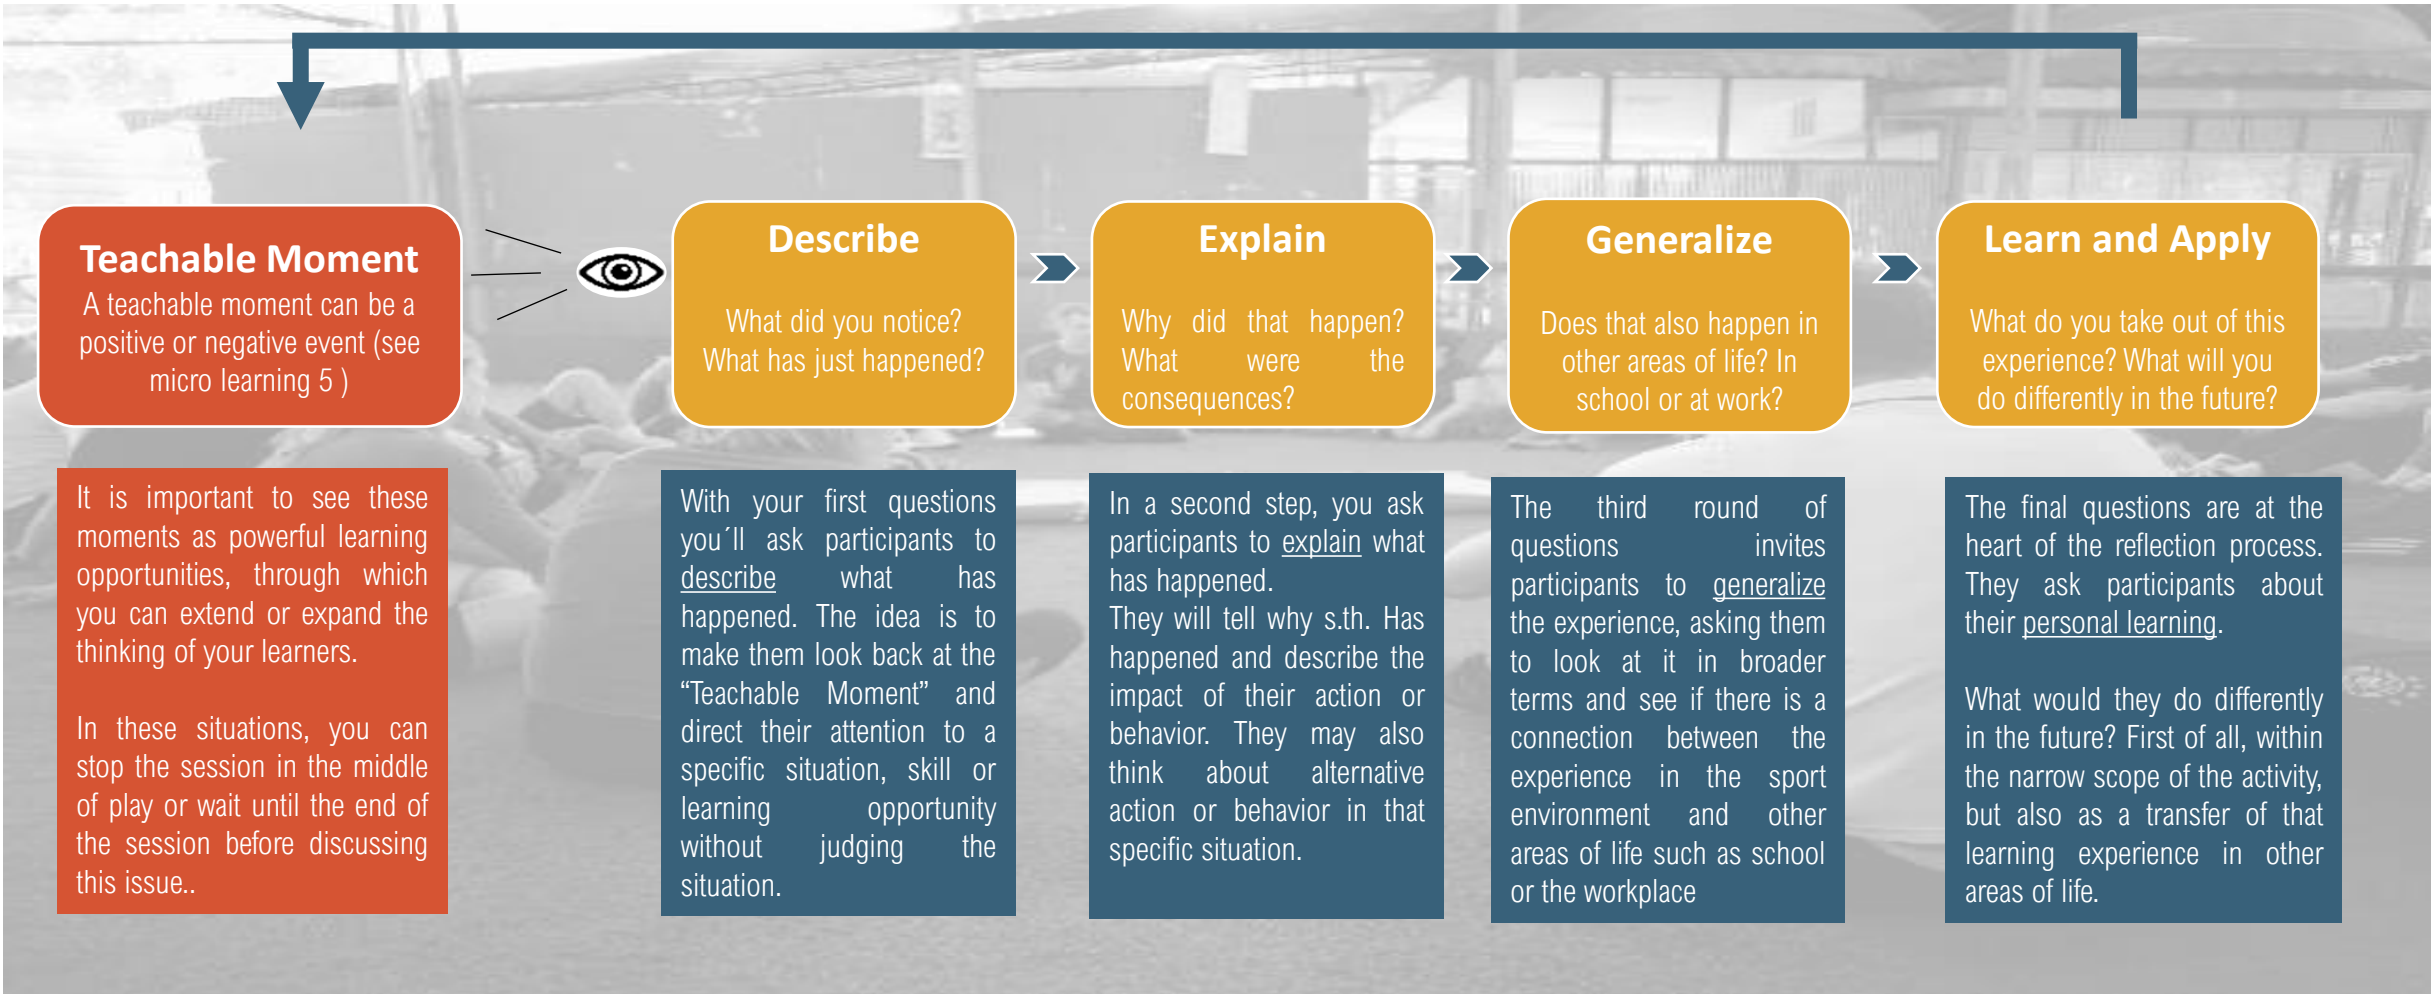 Teachable Moment
A teachable moment can be a
positive or negative event (see
micro learning 5 )
Describe
What did you notice?
What has just happened?
Explain
Why did that happen?
What were the
consequences?
Generalize
Does that also happen in
other areas of life? In
school or at work?
Learn and Apply
What do you take out of this
experience? What will you
do differently in the future?
It is important to see these
moments as powerful learning
opportunities, through which
you can extend or expand the
thinking of your learners.
In these situations, you can
stop the session in the middle
of play or wait until the end of
the session before discussing
this issue..
With your first questions
you´ll ask participants to
describe what has
happened. The idea is to
make them look back at the
“Teachable Moment” and
direct their attention to a
specific situation, skill or
learning opportunity
without judging the
situation.
In a second step, you ask
participants to explain what
has happened.
They will tell why s.th. Has
happened and describe the
impact of their action or
behavior. They may also
think about alternative
action or behavior in that
specific situation.
The third round of
questions invites
participants to generalize
the experience, asking them
to look at it in broader
terms and see if there is a
connection between the
experience in the sport
environment and other
areas of life such as school
or the workplace
The final questions are at the
heart of the reflection process.
They ask participants about
their personal learning.
What would they do differently
in the future? First of all, within
the narrow scope of the activity,
but also as a transfer of that
learning experience in other
areas of life.